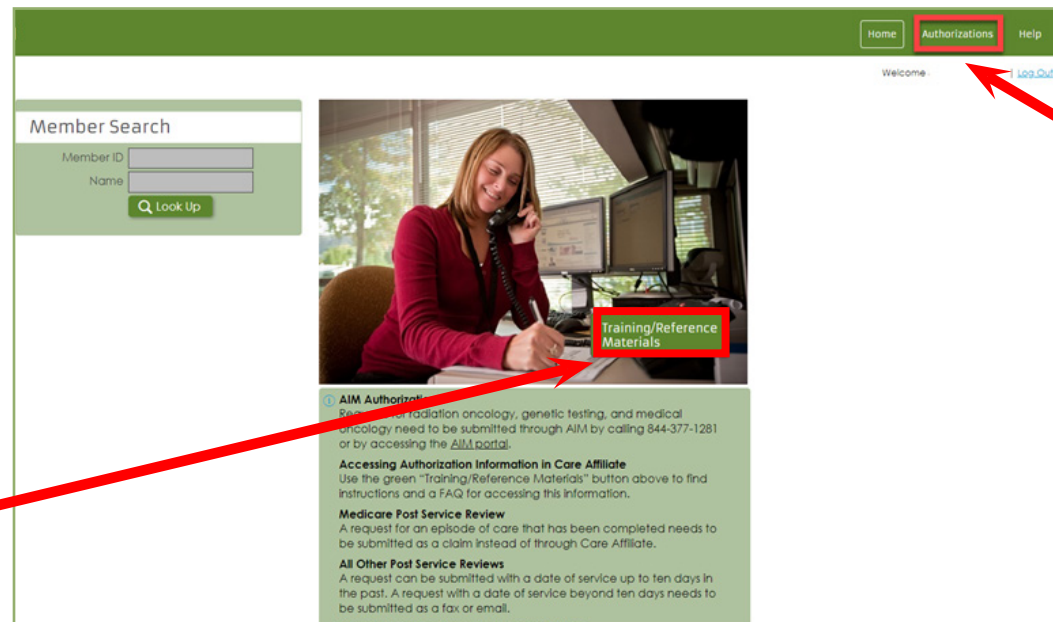 Home Authorizations Help
Welcome | Log Out
Member Search
Member ID
Name
Look Up
Training/Reference
Materials
AIM
for radiation oncology, genetic testing, and medical
oncology need to be submitted through AIM by calling 844-377-1281
or by accessing the AIM portal.
Accessing Authorization Information in Care Affiliate
Use the green “Training/Reference Materials” button above to find
instructions and a FAQ for accessing this information.
Medicare Post Service Review
A request for an episode of care that has been completed needs to
be submitted as a claim instead of through Care Affiliate.
All Other Post Service Reviews
A request can be submitted with a date of service up to ten days in
the past. A request with a date of service beyond ten days needs to
be submitted as a fax or email.